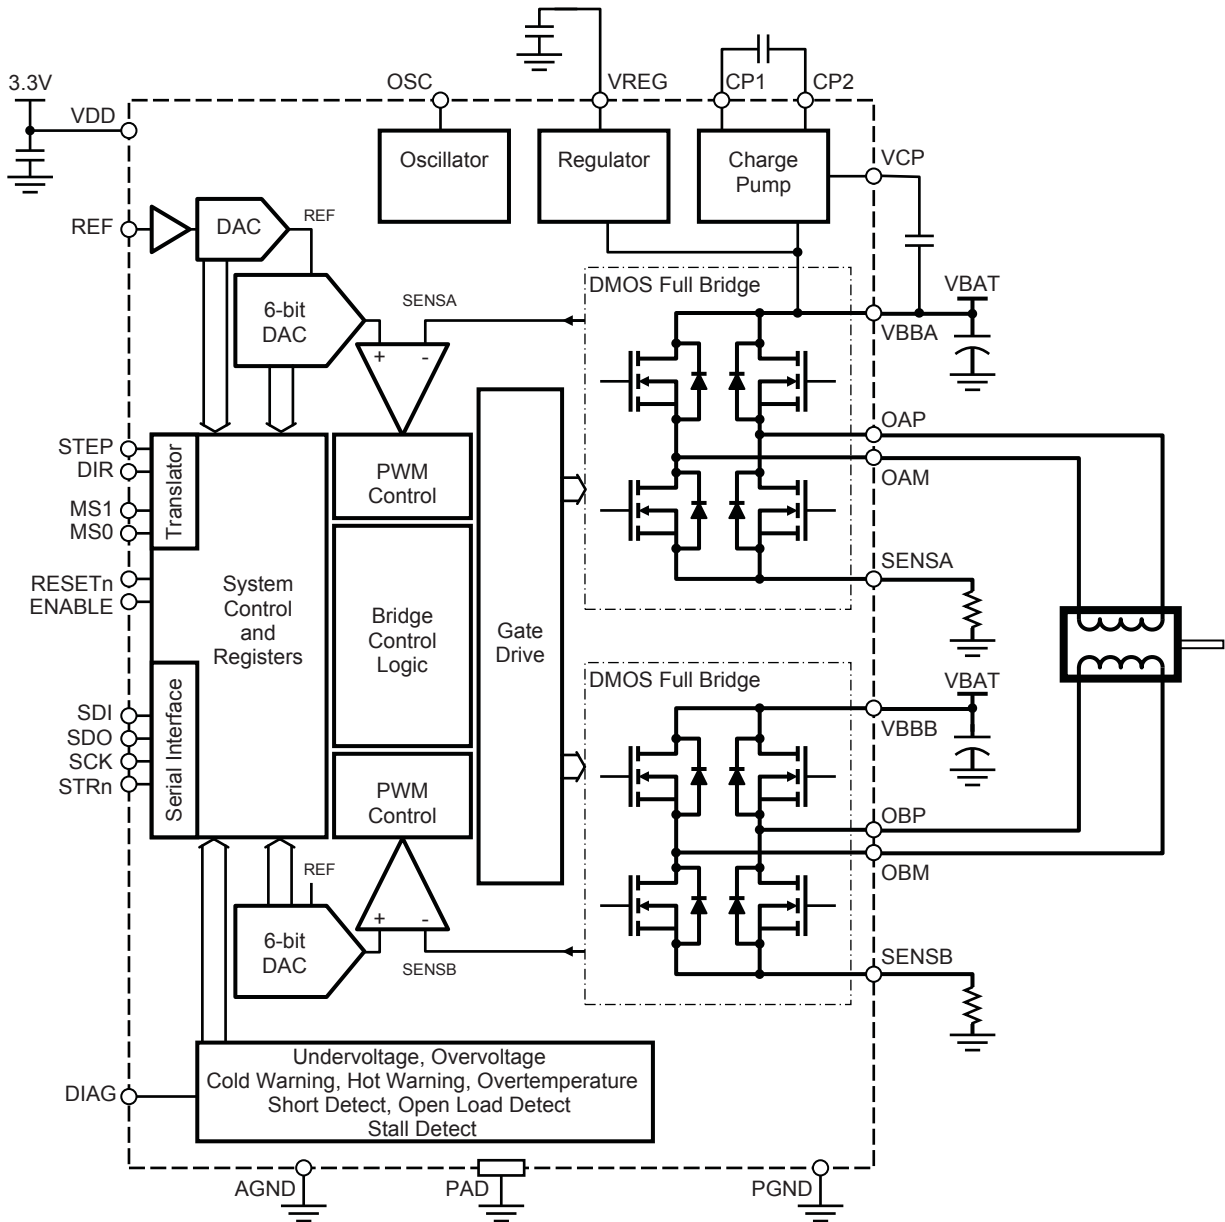 3.3V
VDD
OSC
VREG
CP1
CP2
Oscillator
Regulator
Charge
Pump
VCP
REF
DAC
REF
6-bit
DAC
SENSA
+
-
DMOS Full Bridge
VBAT
VBBA
OAP
OAM
SENSA
STEP
DIR
MS1
MS0
RESETn
ENABLE
Translator
System
Control
and
Registers
PWM
Control
Bridge
Control
Logic
Gate
Drive
SDI
SDO
SCK
STRn
Serial Interface
PWM
Control
DMOS Full Bridge
VBAT
VBBB
OBP
OBM
SENSB
REF
6-bit
DAC
+
-
SENSB
DIAG
Undervoltage, Overvoltage
Cold Warning, Hot Warning, Overtemperature
Short Detect, Open Load Detect
Stall Detect
AGND
PAD
PGND